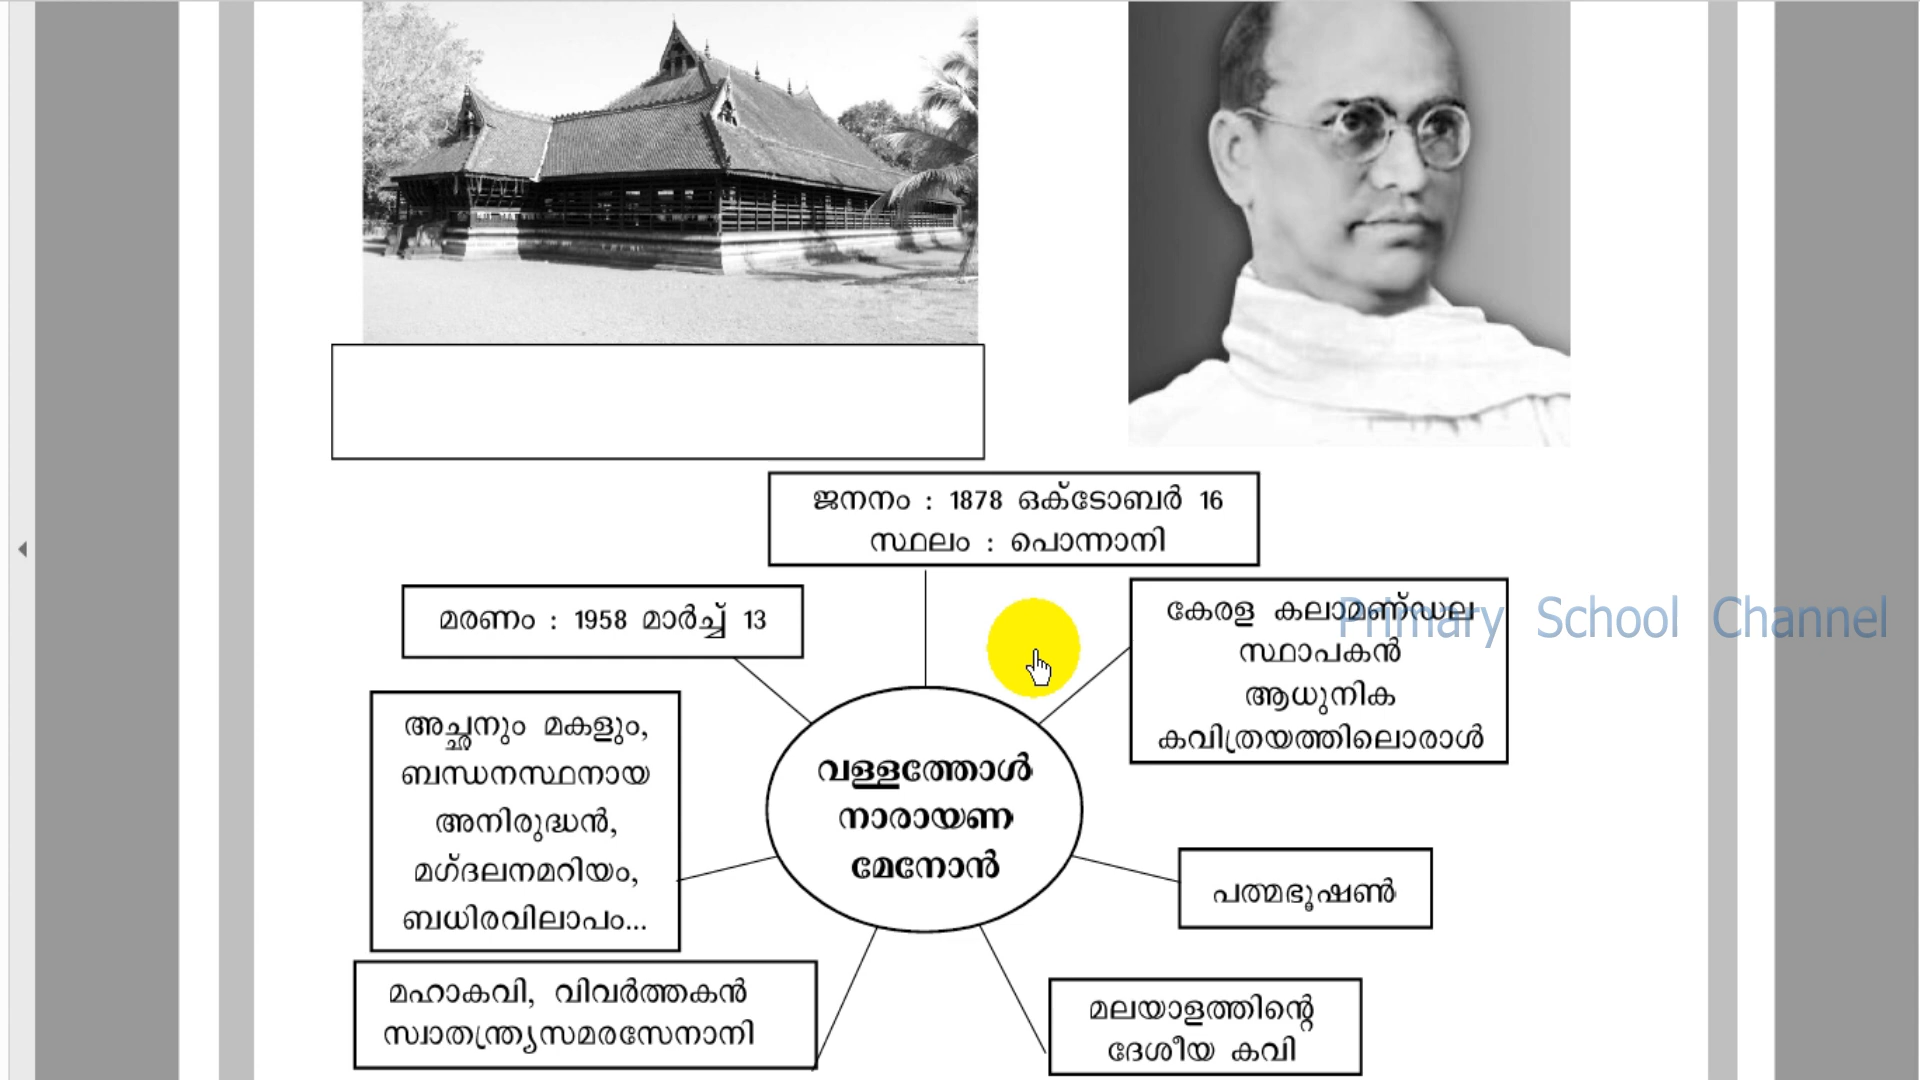 ജനനം : 1878 ഒക്ടോബർ 16
സ്ഥലം : പൊന്നാനി
മരണം : 1958 മാർച്ച് 13
കേരള കലാമണ്ഡല
സ്ഥാപകൻ
ആധുനിക
കവിത്രയത്തിലൊരാൾ
Primary School Channel
അച്ഛനും മകളും,
ബന്ധനസ്ഥനായ
അനിരുദ്ധൻ,
മഗ്ദലനമറിയം,
ബധിരവിലാപം...
വള്ളത്തോൾ
നാരായണ
മേനോൻ
പത്മഭൂഷൺ
മഹാകവി, വിവർത്തകൻ
സ്വാതന്ത്ര്യസമരസേനാനി
മലയാളത്തിന്റെ
ദേശീയ കവി